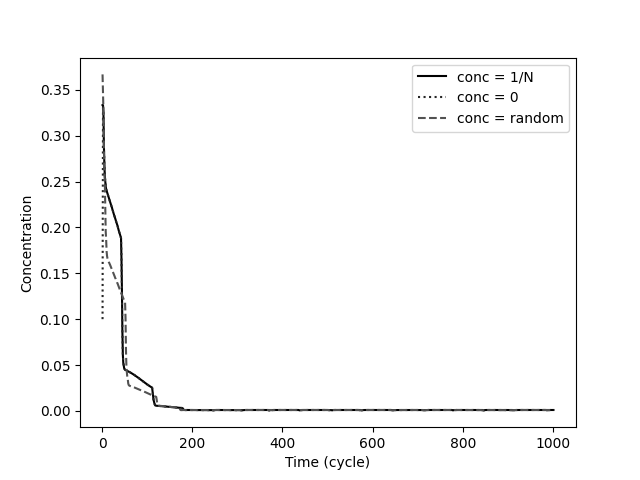 conc = 1/N
conc = 0
conc = random
0.35
0.30
0.25
0.20
0.15
0.10
0.05
0.00
Concentration
0 200 400 600 800 1000
Time (cycle)